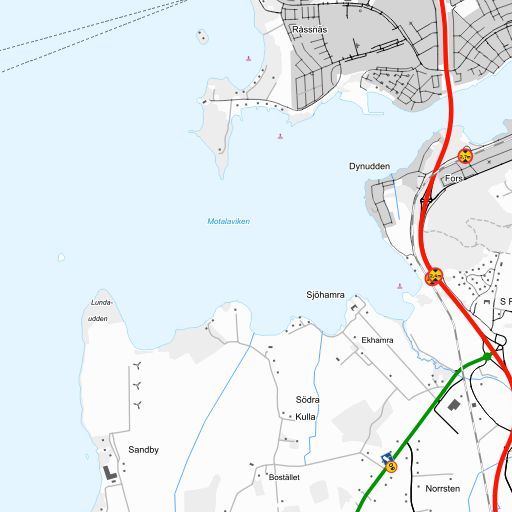 Råssnäs
Dynudden
Fors
Motalaviken
Sjöhamra
Lunda-
udden
S F
Ekhamra
Södra
Kulla
Sandby
Bostället
Norrsten